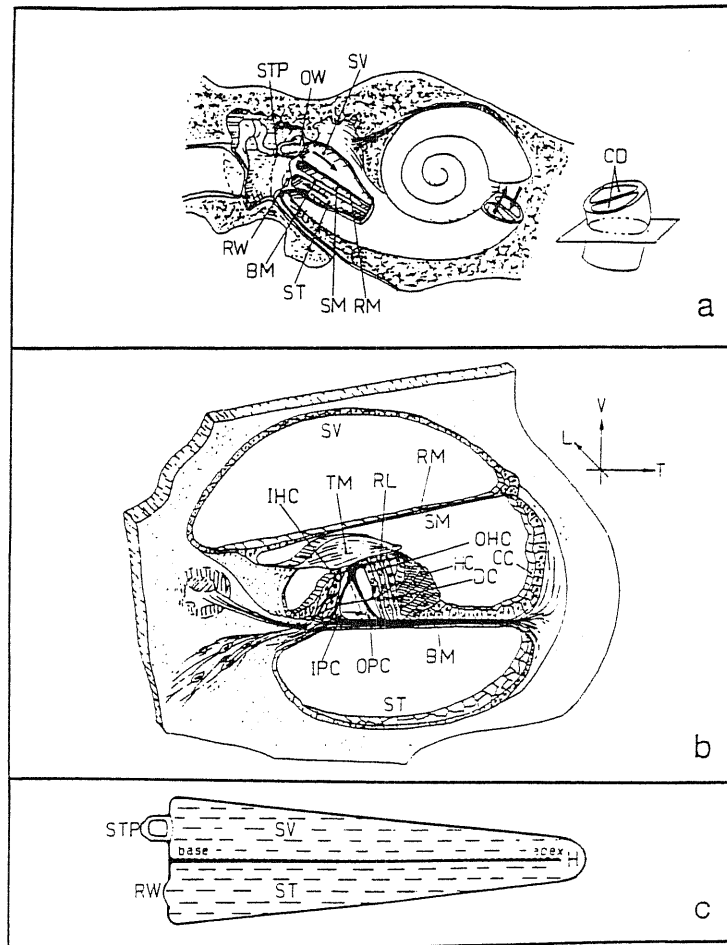 STP OW SV
CD
RW
BM
ST
SM RM
a
SV
V
L
T
IHC TM RL RM
SM
OHC
HC CC
DC
IPC OPC BM
ST
b
STP
SV
base apex H
RW
ST
c